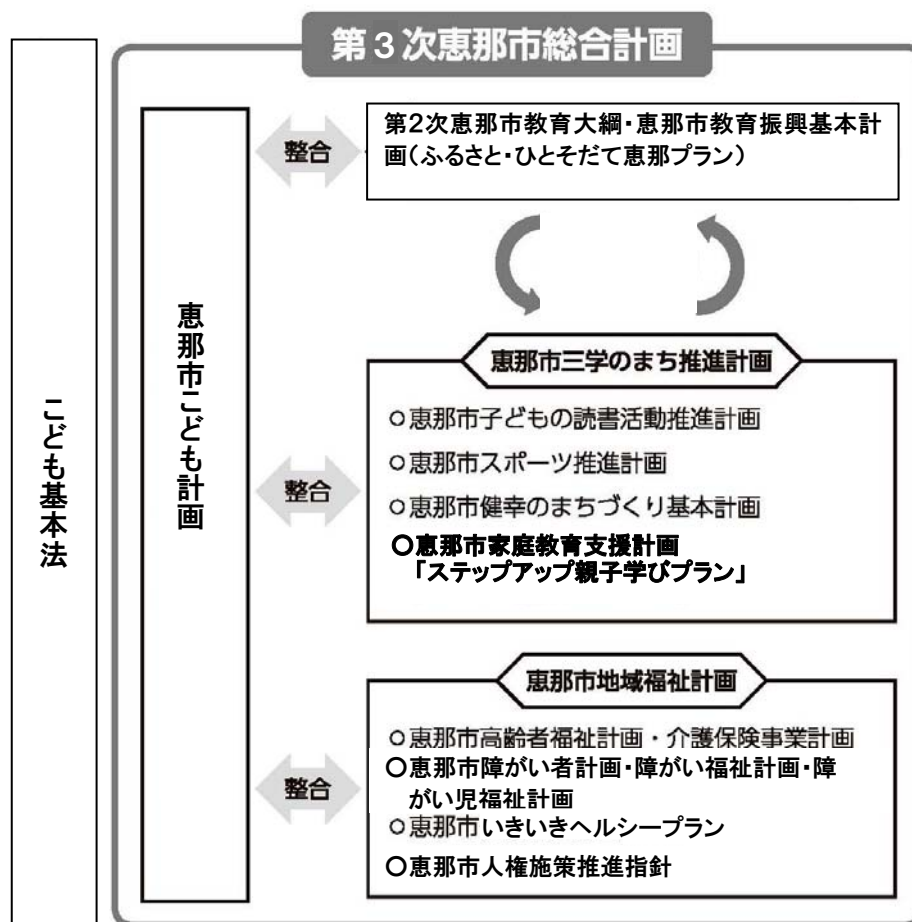 第3次恵那市総合計画
こども基本法
恵那市こども計画
整合
第2次恵那市教育大綱・恵那市教育振興基本計
画(ふるさと・ひとそだて恵那プラン)
整合
恵那市三学のまち推進計画
○恵那市子どもの読書活動推進計画
○恵那市スポーツ推進計画
○恵那市健幸のまちづくり基本計画
○恵那市家庭教育支援計画
「ステップアップ親子学びプラン」
整合
恵那市地域福祉計画
○恵那市高齢者福祉計画・介護保険事業計画
○恵那市障がい者計画・障がい福祉計画・障
がい児福祉計画
○恵那市いきいきヘルシープラン
○恵那市人権施策推進指針